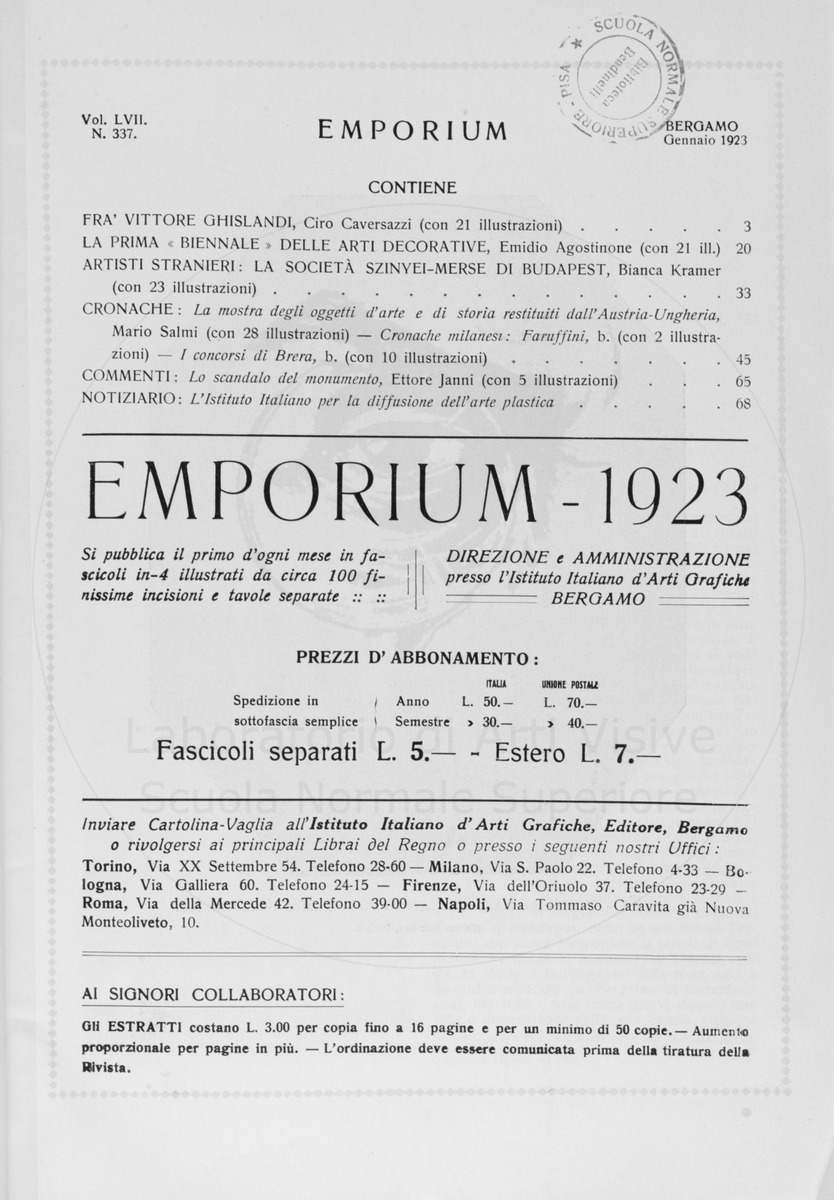 SCUOLA NORMALE SUPERIORE - PISA ★
Biblioteca
Bendinelli
Vol. LVII.
N. 337.
EMPORIUM
BERGAMO
Gennaio 1923
CONTIENE
FRA' VITTORE GHISLANDI, Ciro Caversazzi (con 21 illustrazioni) . . . . . 3
LA PRIMA « BIENNALE » DELLE ARTI DECORATIVE, Emidio Agostinone (con 21 ill.) 20
ARTISTI STRANIERI: LA SOCIETÀ SZINYEI-MERSE DI BUDAPEST, Bianca Kramer
(con 23 illustrazioni) . . . . . . . . . . . . . . 33
CRONACHE: La mostra degli oggetti d'arte e di storia restituiti dall'Austria-Ungheria,
Mario Salmi (con 28 illustrazioni) — Cronache milanesi: Faruffini, b. (con 2 illustra-
zioni) — I concorsi di Brera, b. (con 10 illustrazioni) . . . . . . . 45
COMMENTI: Lo scandalo del monumento, Ettore Janni (con 5 illustrazioni) . . . 65
NOTIZIARIO: L'Istituto Italiano per la diffusione dell'arte plastica . . . . . 68
EMPORIUM - 1923
Si pubblica il primo d'ogni mese in fa-
scicoli in-4 illustrati da circa 100 fi-
nissime incisioni e tavole separate :: ::
DIREZIONE e AMMINISTRAZIONE
presso l'Istituto Italiano d'Arti Grafiche
BERGAMO
PREZZI D'ABBONAMENTO:
ITALIA UNIONE POSTALE
Spedizione in ( Anno L. 50.— L. 70.—
sottofascia semplice ( Semestre » 30.— » 40.—
Laboratorio di Arti Visive
Fascicoli separati L. 5.— - Estero L. 7.—
Scuola Normale Superiore
Inviare Cartolina-Vaglia all'Istituto Italiano d'Arti Grafiche, Editore, Bergamo
o rivolgersi ai principali Librai del Regno o presso i seguenti nostri Uffici:
Torino, Via XX Settembre 54. Telefono 28-60 — Milano, Via S. Paolo 22. Telefono 4-33 — Bo-
logna, Via Galliera 60. Telefono 24-15 — Firenze, Via dell'Oriuolo 37. Telefono 23-29 —
Roma, Via della Mercede 42. Telefono 39-00 — Napoli, Via Tommaso Caravita già Nuova
Monteoliveto, 10.
AI SIGNORI COLLABORATORI:
Gli ESTRATTI costano L. 3.00 per copia fino a 16 pagine e per un minimo di 50 copie. — Aumento
proporzionale per pagine in più. — L'ordinazione deve essere comunicata prima della tiratura della
Rivista.